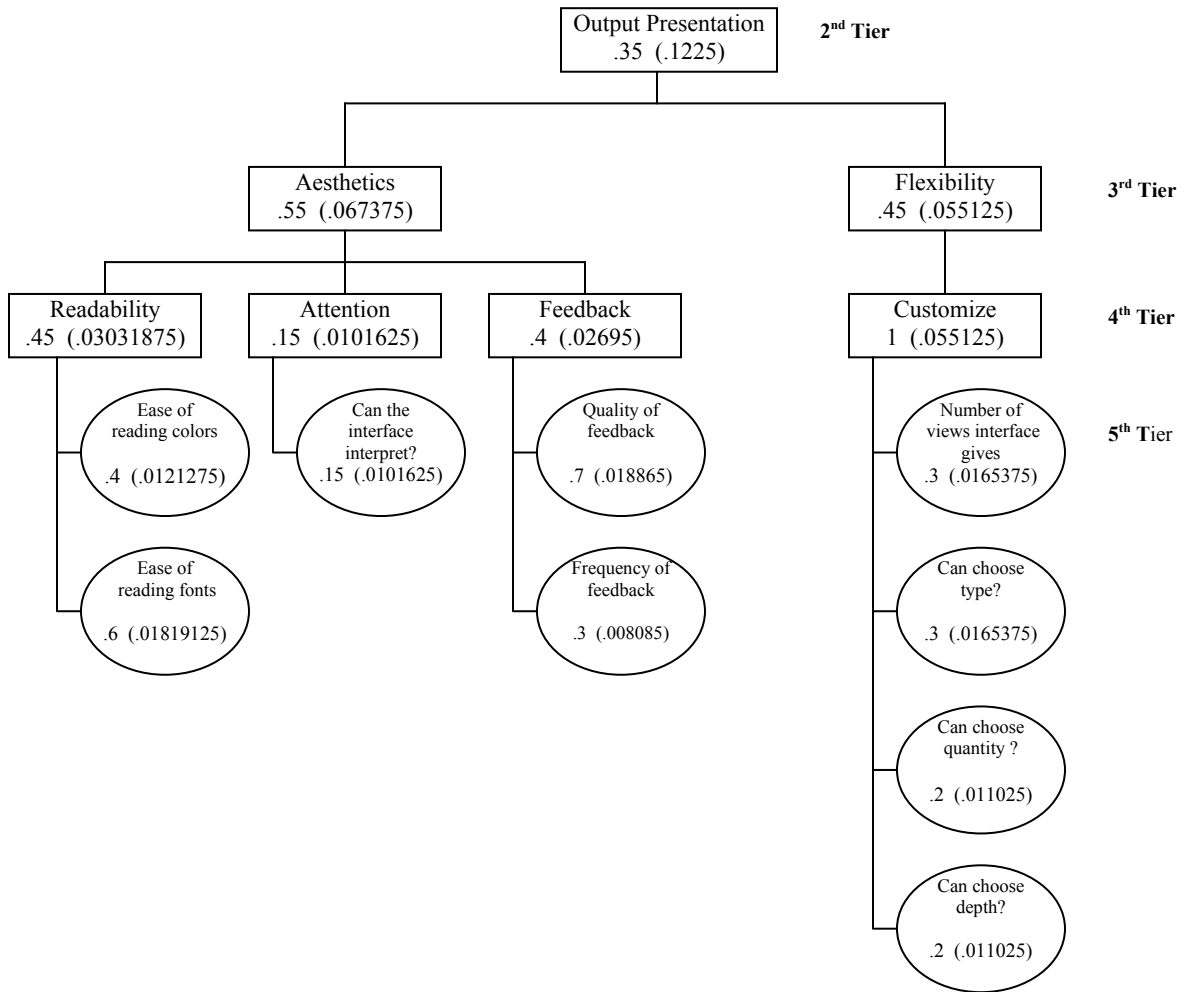 Output Presentation
.35 (.1225)
2nd Tier
Aesthetics
.55 (.067375)
Flexibility
.45 (.055125)
3rd Tier
Readability
.45 (.03031875)
Attention
.15 (.0101625)
Feedback
.4 (.02695)
Customize
1 (.055125)
4th Tier
Ease of
reading colors
.4 (.0121275)
Can the
interface
interpret?
.15 (.0101625)
Quality of
feedback
.7 (.018865)
Number of
views interface
gives
.3 (.0165375)
5th Tier
Ease of
reading fonts
.6 (.01819125)
Frequency of
feedback
.3 (.008085)
Can choose
type?
.3 (.0165375)
Can choose
quantity ?
.2 (.011025)
Can choose
depth?
.2 (.011025)